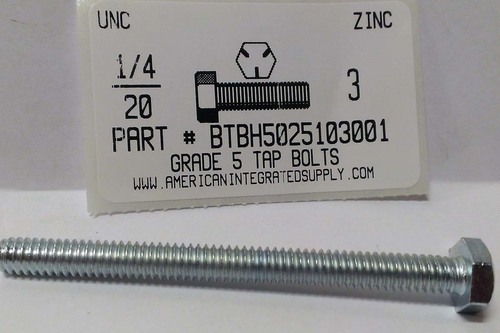 UNC ZINC
1/4
20
3
PART # BTBH5025103001
GRADE 5 TAP BOLTS
WWW.AMERICANINTEGRATEDSUPPLY.COM